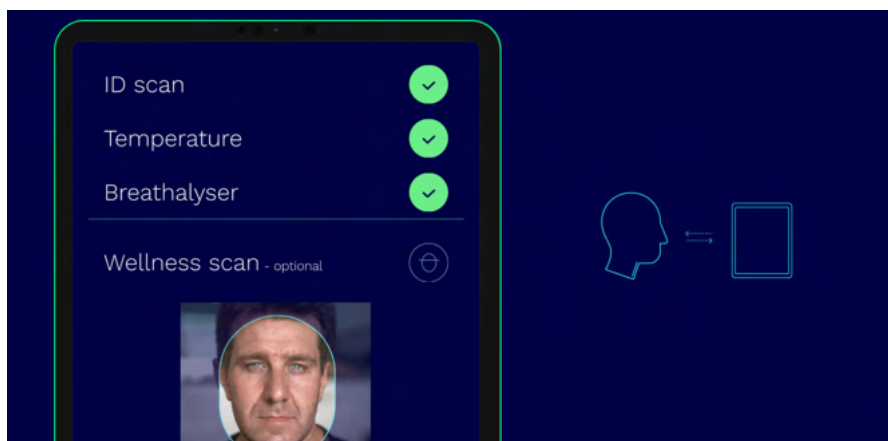 ID scan
Temperature
Breathalyser
Wellness scan - optional